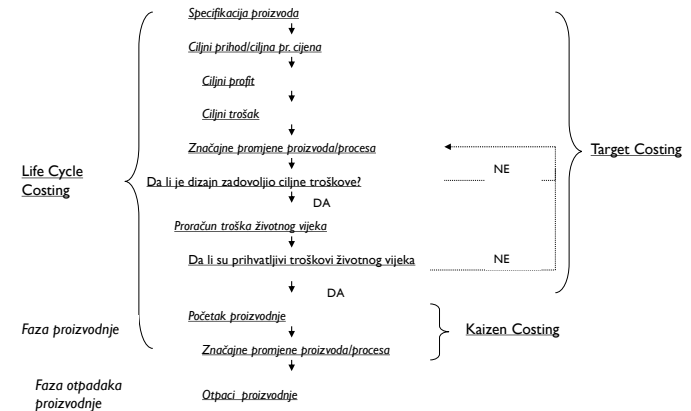 Specifikacija proizvoda
Ciljni prihod/ciljna pr. cijena
Ciljni profit
Ciljni trošak
Značajne promjene proizvoda/procesa
Target Costing
Life Cycle
Costing
Da li je dizajn zadovoljio ciljne troškove?
NE
DA
Proračun troška životnog vijeka
Da li su prihvatljivi troškovi životnog vijeka
NE
DA
Početak proizvodnje
Faza proizvodnje
Kaizen Costing
Značajne promjene proizvoda/procesa
Faza otpadaka
proizvodnje
Otpaci proizvodnje